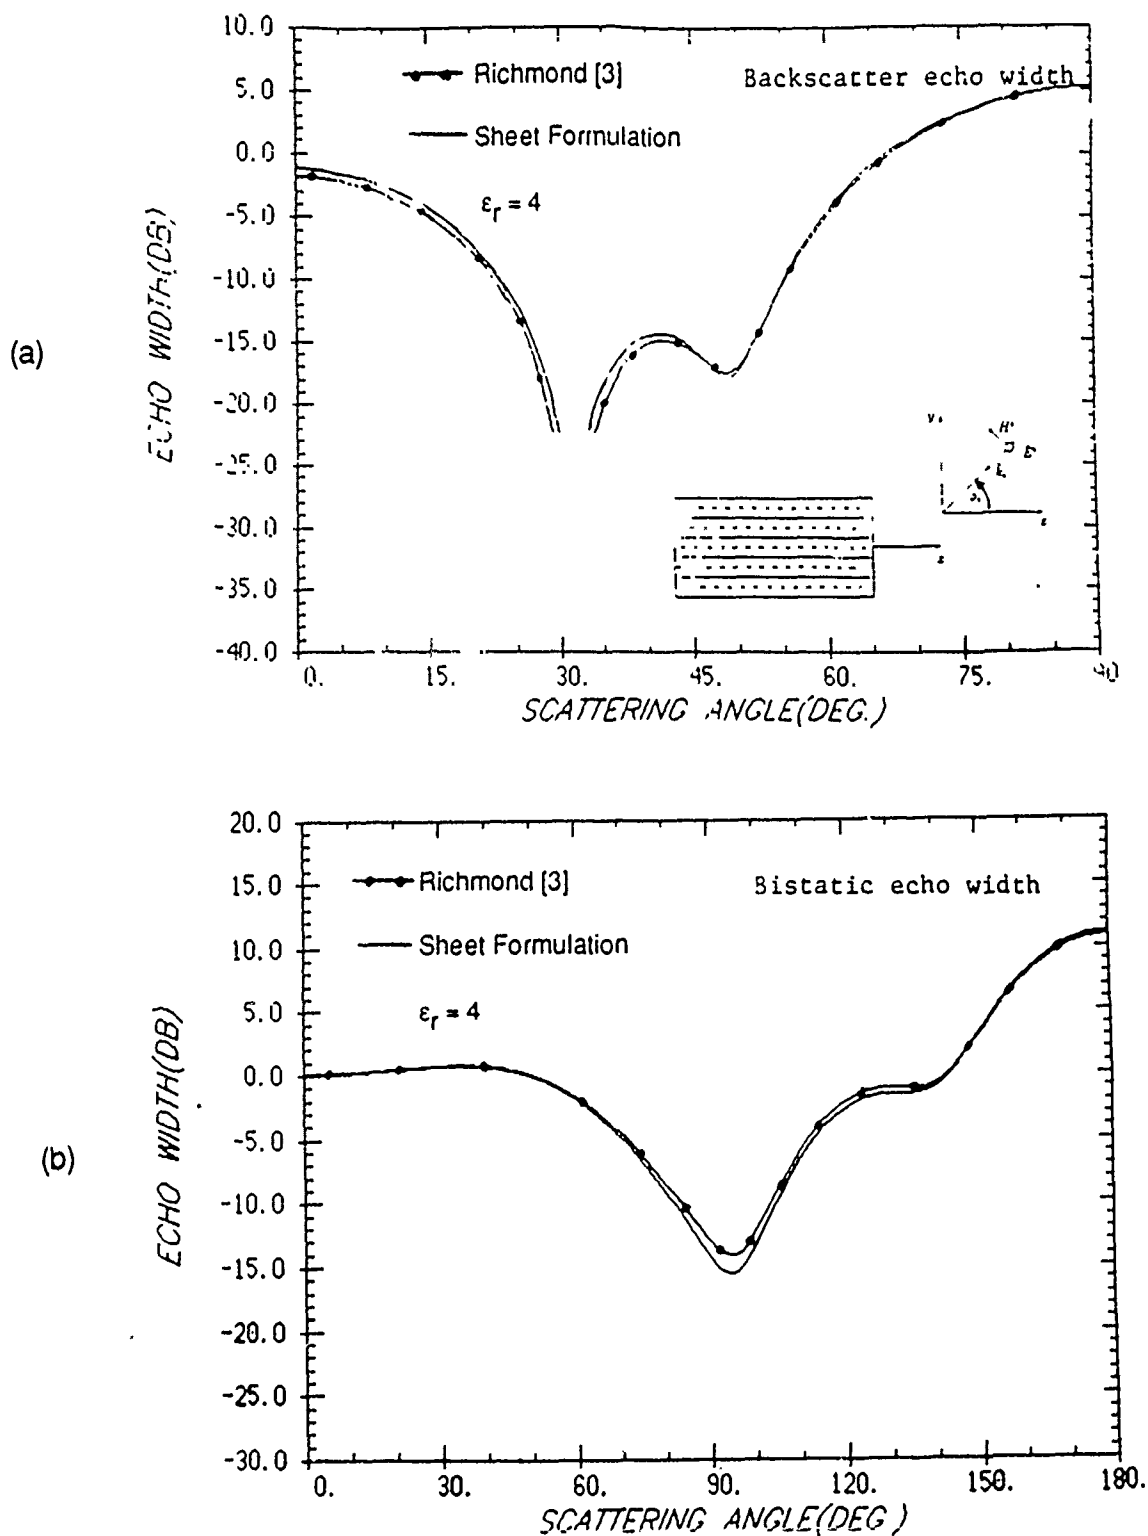 (a)
10.0
5.0
0.0
-5.0
-10.0
-15.0
-20.0
-25.0
-30.0
-35.0
-40.0
ECHO WIDTH(DB)
Richmond [3]
Backscatter echo width
Sheet Formulation
εr = 4
0. 15. 30. 45. 60. 75.
SCATTERING ANGLE(DEG.)
(b)
20.0
15.0
10.0
5.0
0.0
-5.0
-10.0
-15.0
-20.0
-25.0
-30.0
ECHO WIDTH(DB)
Richmond [3]
Bistatic echo width
Sheet Formulation
εr = 4
0. 30. 60. 90. 120. 150. 180.
SCATTERING ANGLE(DEG)